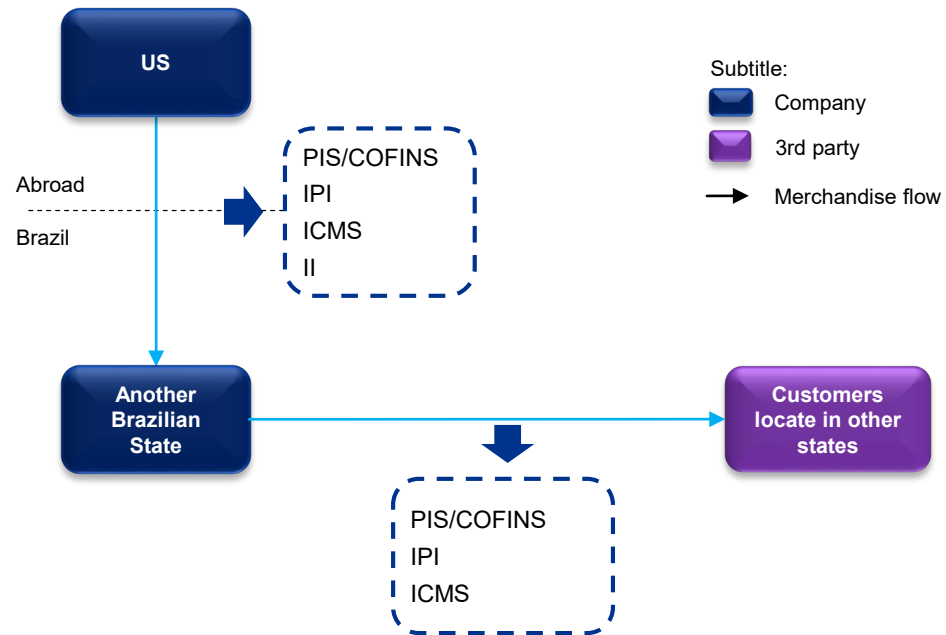 US
Subtitle:
Company
3rd party
Merchandise flow
Abroad
Brazil
PIS/COFINS
IPI
ICMS
II
Another
Brazilian
State
Customers
locate in other
states
PIS/COFINS
IPI
ICMS